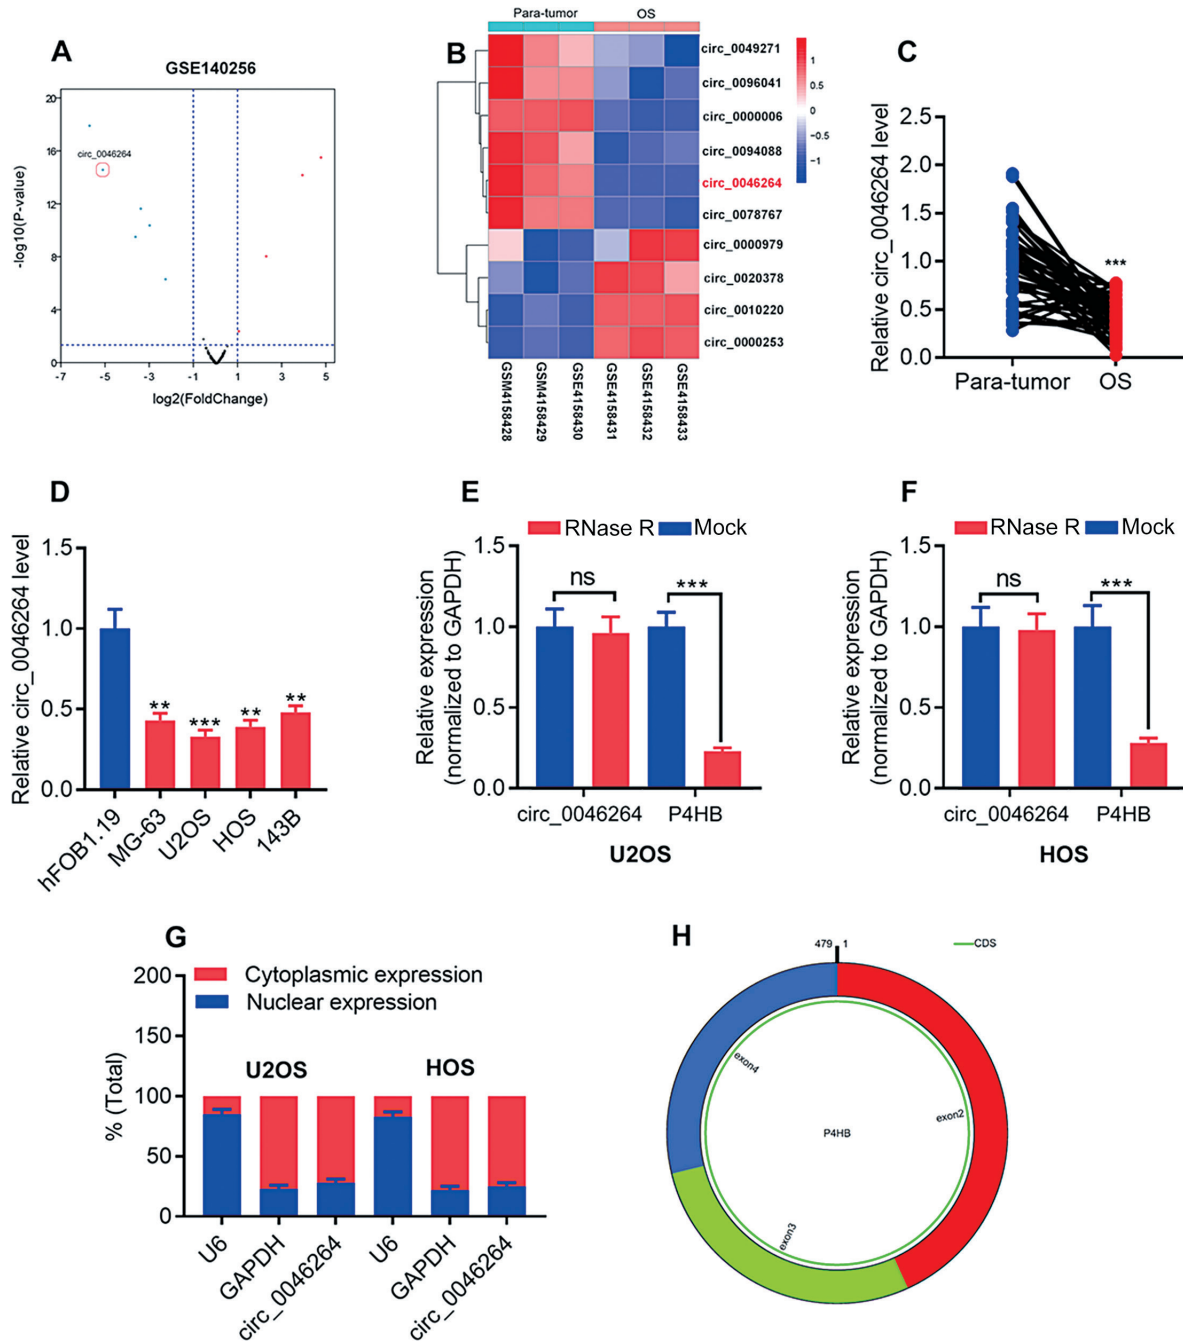 A
GSE140256
-log10(P-value)
20
16
12
8
4
0
circ_0046264
-7
-5
-3
-1
1
3
5
log2(FoldChange)
B
Para-tumor
OS
circ_0049271
circ_0096041
circ_0000006
circ_0094088
circ_0046264
circ_0078767
circ_0000979
circ_0020378
circ_0010220
circ_0000253
1
0.5
0
−0.5
−1
GSM4158428
GSM4158429
GSE4158430
GSE4158431
GSE4158432
GSE4158433
C
Relative circ_0046264 level
2.5
2.0
1.5
1.0
0.5
0.0
***
Para-tumor
OS
D
Relative circ_0046264 level
1.5
1.0
0.5
0.0
**
***
**
**
hFOB1.19
MG-63
U2OS
HOS
143B
E
RNase R
Mock
Relative expression
(normalized to GAPDH)
1.5
1.0
0.5
0.0
ns
***
circ_0046264
P4HB
U2OS
F
RNase R
Mock
Relative expression
(normalized to GAPDH)
1.5
1.0
0.5
0.0
ns
***
circ_0046264
P4HB
HOS
G
% (Total)
200
150
100
50
0
Cytoplasmic expression
Nuclear expression
U2OS
HOS
U6
GAPDH
circ_0046264
U6
GAPDH
circ_0046264
H
479
1
CDS
exon4
exon2
P4HB
exon3